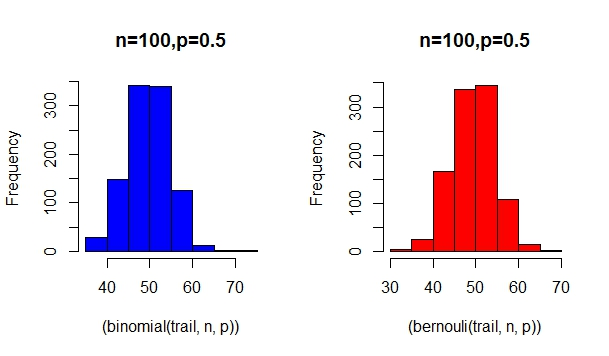 n=100,p=0.5
Frequency
0
100
200
300
40
50
60
70
(binomial(trail, n, p))
n=100,p=0.5
Frequency
0
100
200
300
30
40
50
60
70
(bernouli(trail, n, p))